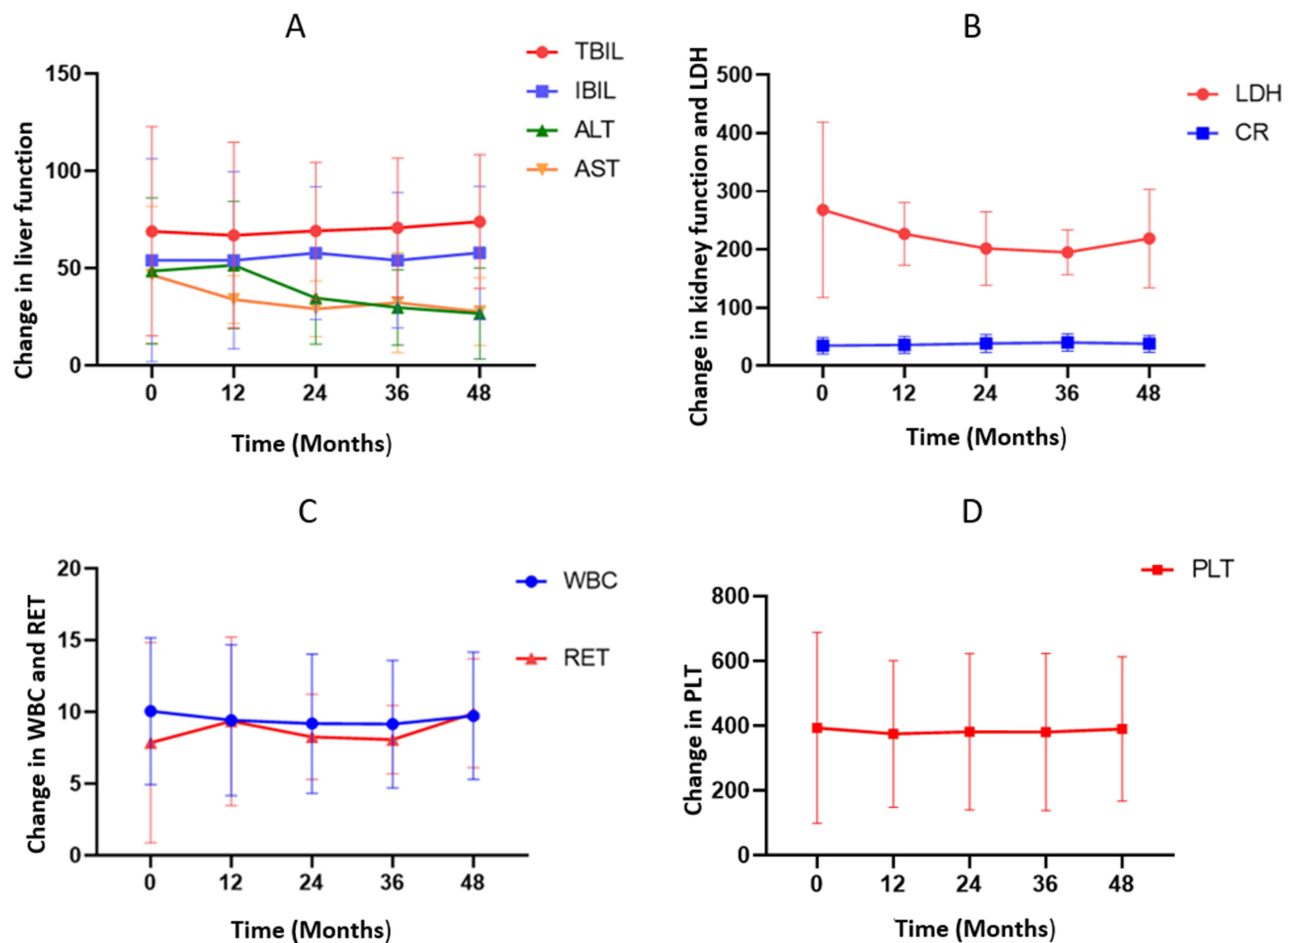 A
TBIL
IBIL
ALT
AST
Change in liver function
150
100
50
0
0 12 24 36 48
Time (Months)
B
LDH
CR
Change in kidney function and LDH
500
400
300
200
100
0
0 12 24 36 48
Time (Months)
C
WBC
RET
Change in WBC and RET
20
15
10
5
0
0 12 24 36 48
Time (Months)
D
PLT
Change in PLT
800
600
400
200
0
0 12 24 36 48
Time (Months)